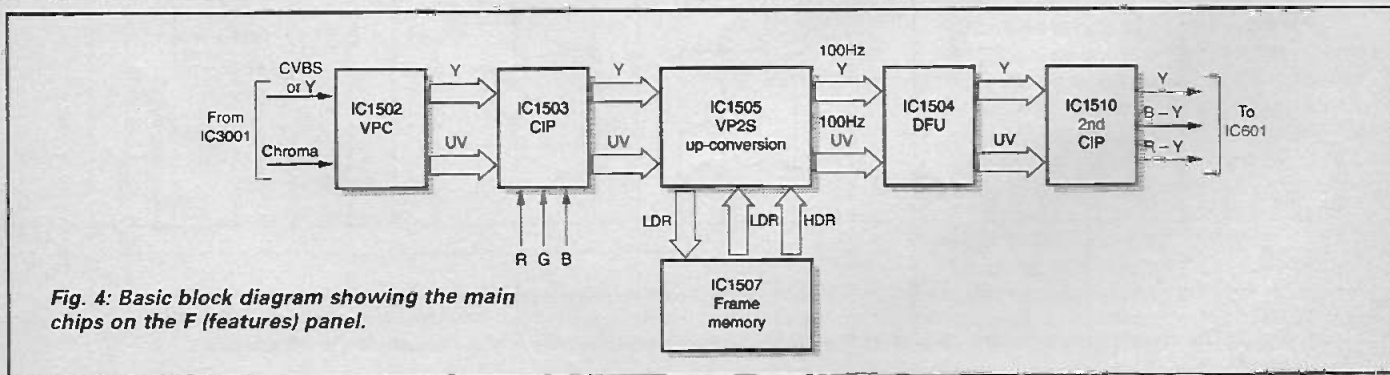 From
IC3001
CVBS
or Y
Chroma
IC1502
VPC
Y
UV
IC1503
CIP
R G B
Y
UV
IC1505
VP2S
up-conversion
LDR
LDR
HDR
IC1507
Frame
memory
100Hz
Y
100Hz
UV
IC1504
DFU
Y
UV
IC1510
2nd
CIP
Y
B – Y
R – Y
To
IC601
Fig. 4: Basic block diagram showing the main
chips on the F (features) panel.